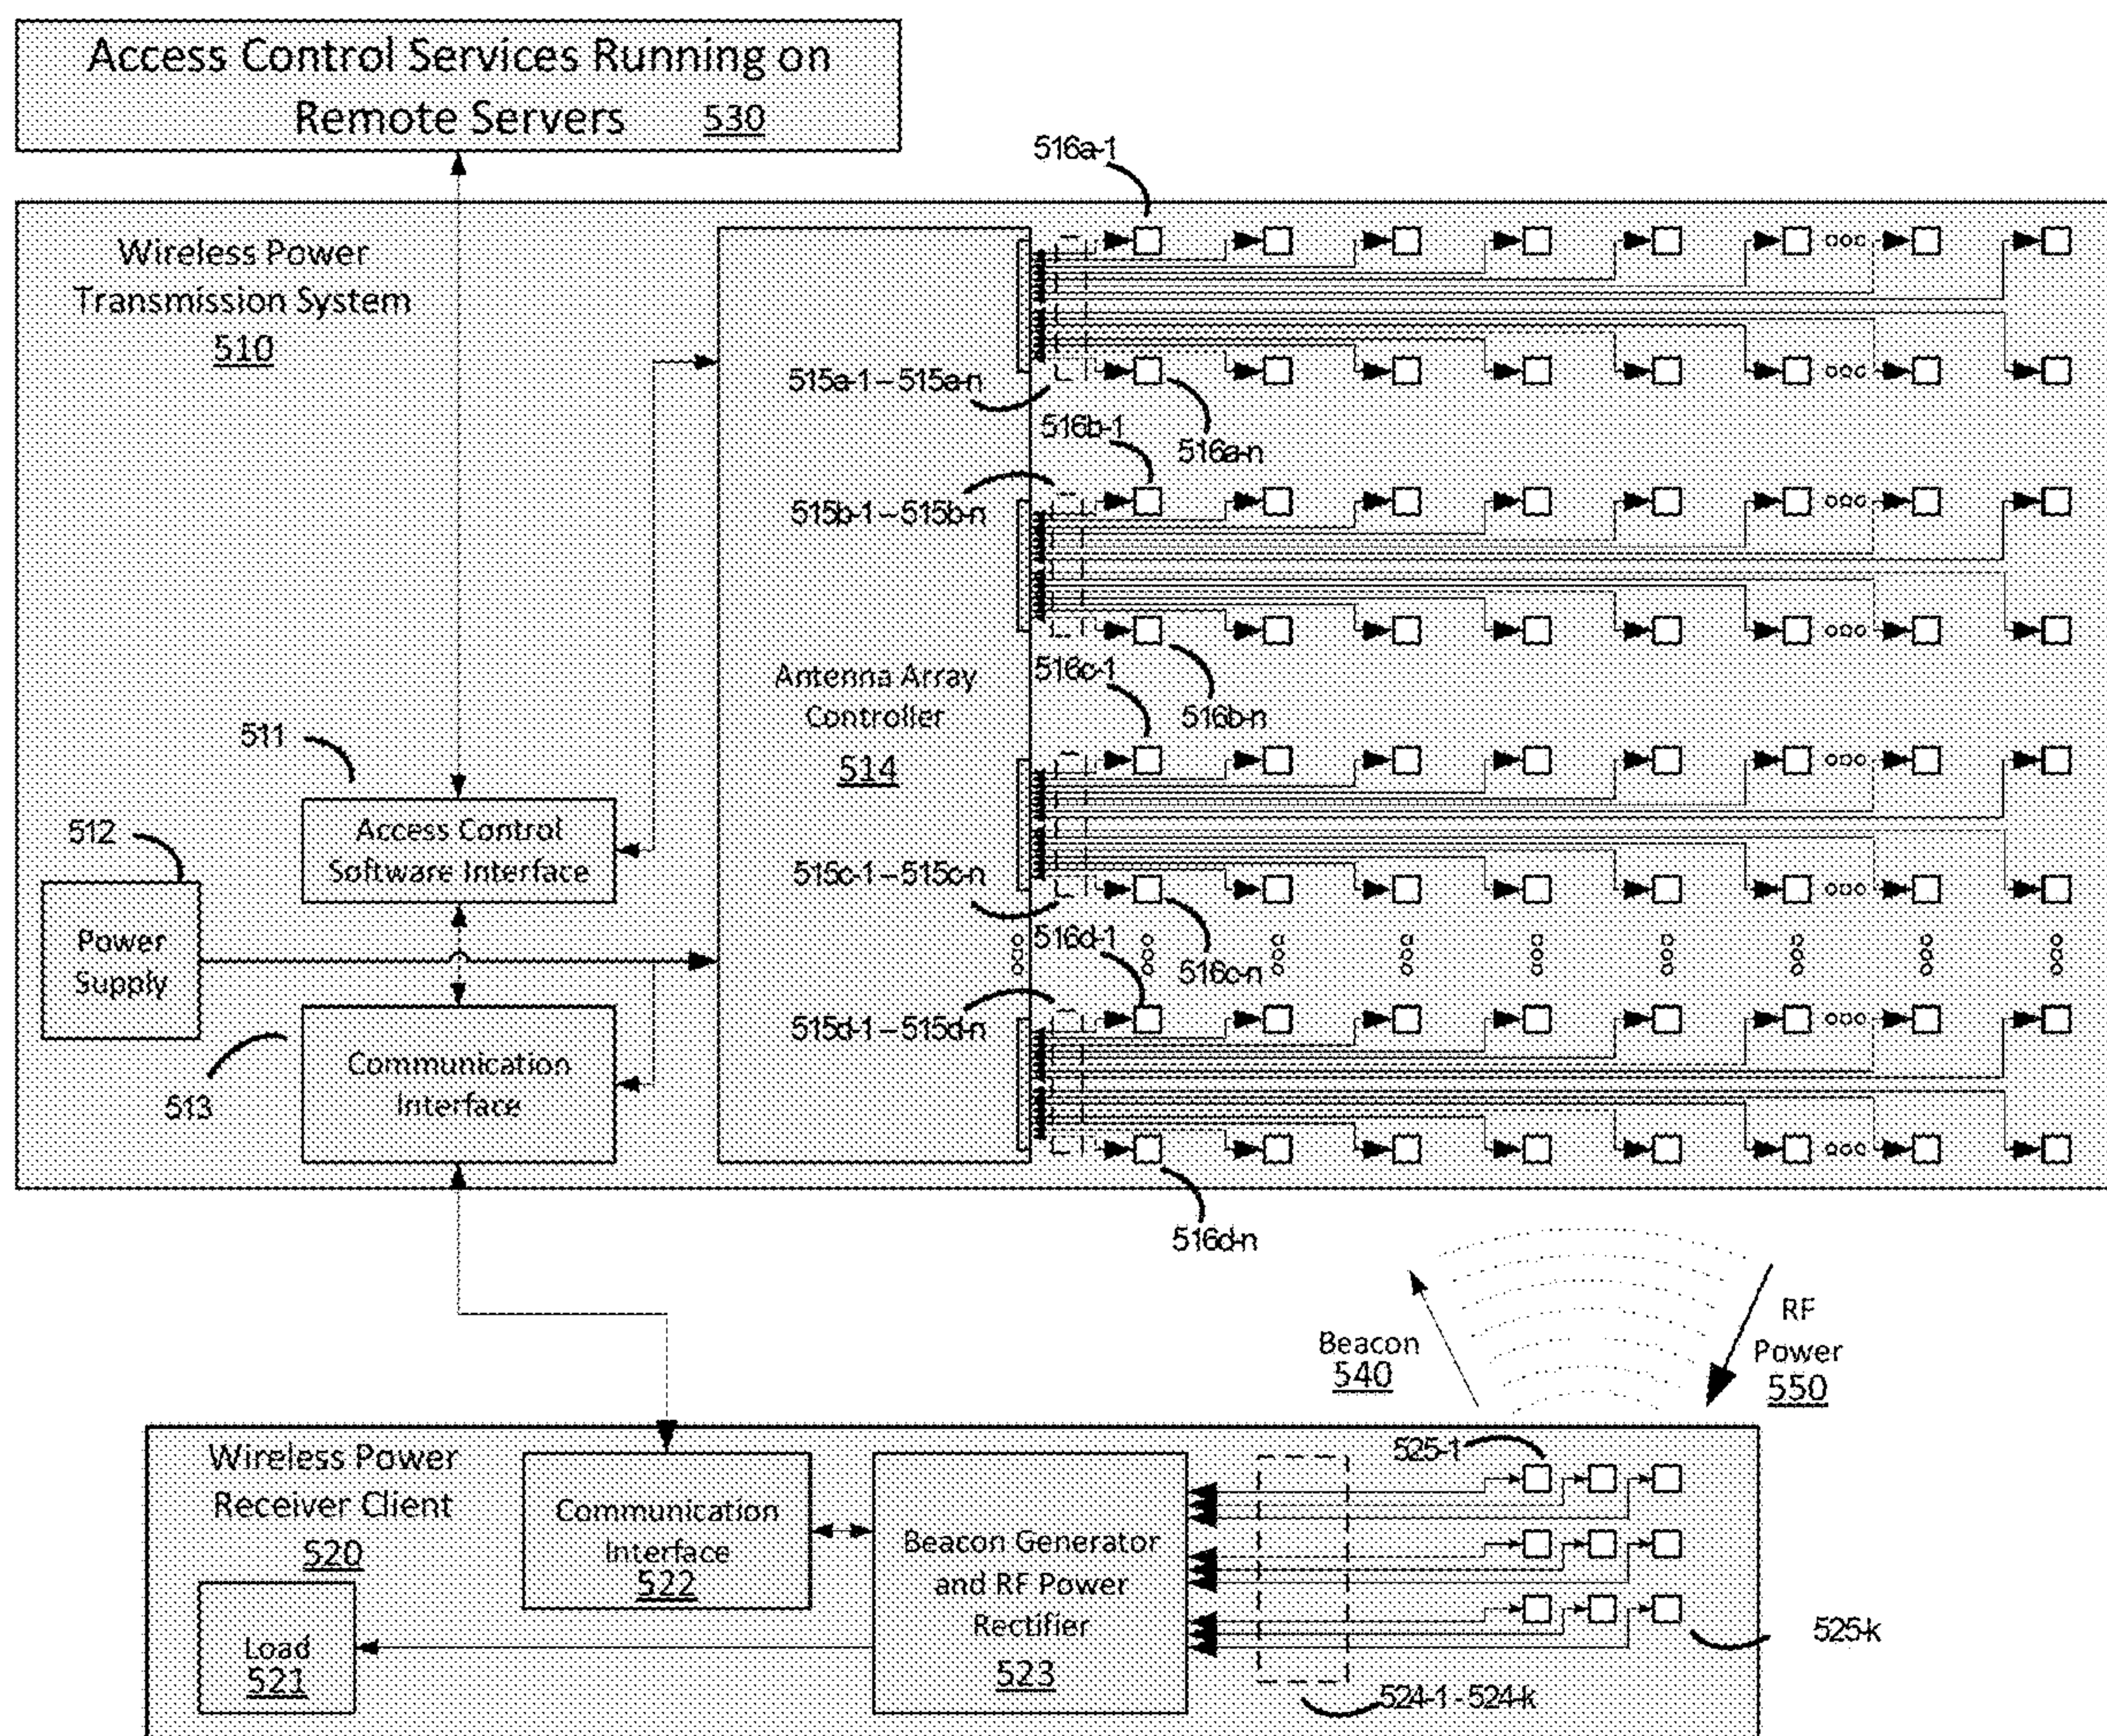 Access Control Services Running on
Remote Servers 530
516a-1
Wireless Power
Transmission System
510
515a-1 – 515a-n
516b-1
516a-n
515b-1 – 515b-n
516c-1
516b-n
Antenna Array
Controller
514
511
512
Access Control
Software Interface
515c-1 – 515c-n
516d-1
516c-n
Power
Supply
515d-1 – 515d-n
Communication
Interface
513
516d-n
Beacon
540
RF
Power
550
Wireless Power
Receiver Client
520
525-1
Communication
Interface
522
Beacon Generator
and RF Power
Rectifier
523
525-k
Load
521
524-1 - 524-k